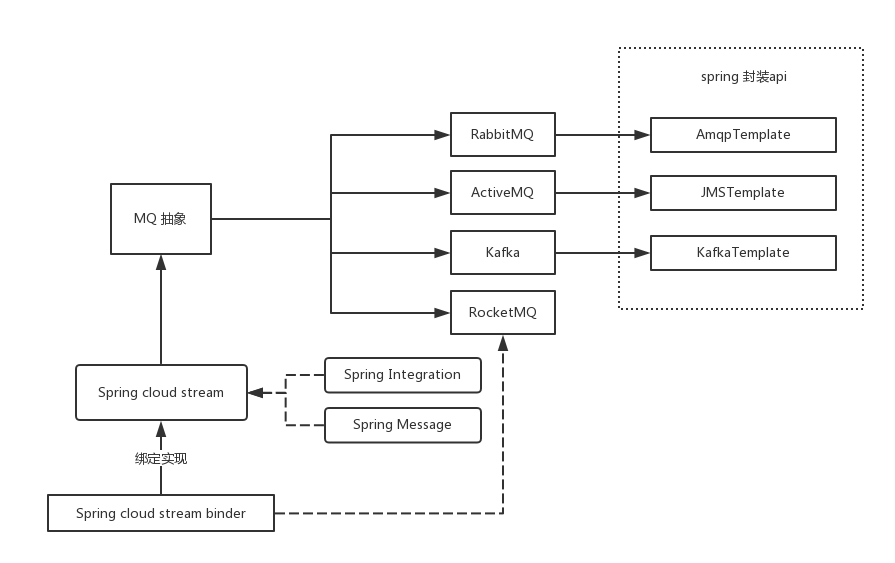 spring 封装api
RabbitMQ
AmqpTemplate
ActiveMQ
JMSTemplate
MQ 抽象
Kafka
KafkaTemplate
RocketMQ
Spring Integration
Spring cloud stream
Spring Message
绑定实现
Spring cloud stream binder